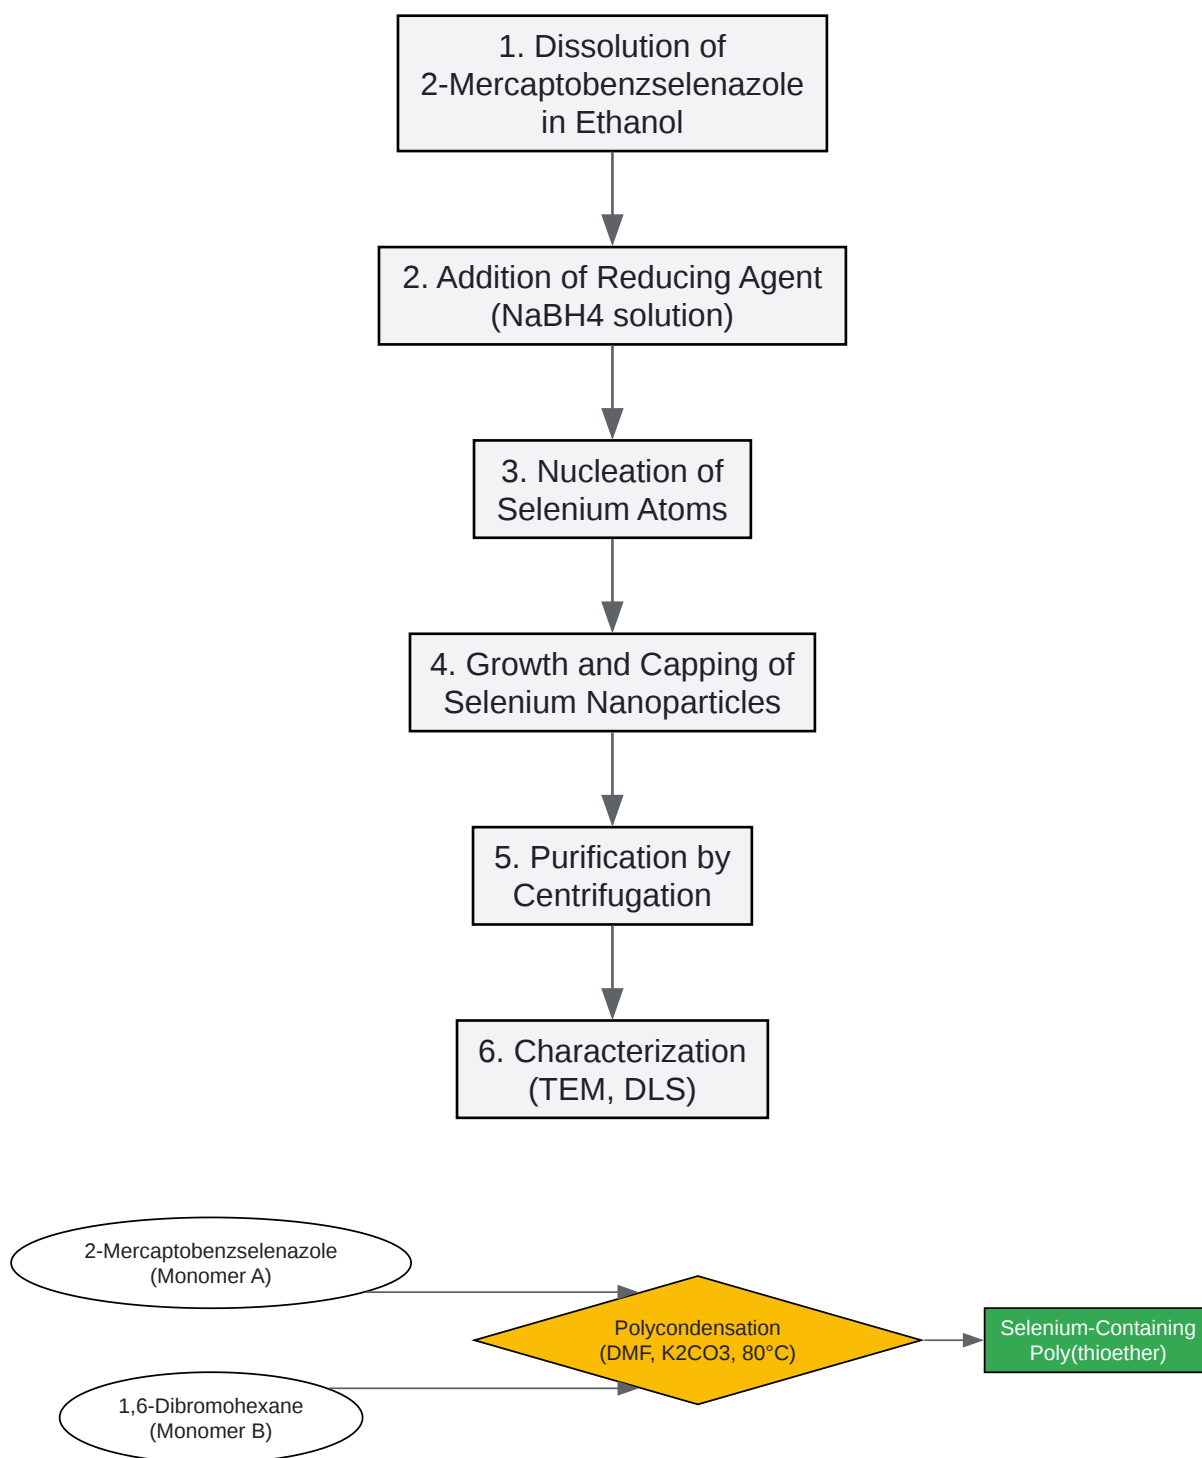 1. Dissolution of
2-Mercaptobenzselenazole
in Ethanol
2. Addition of Reducing Agent
(NaBH4 solution)
3. Nucleation of
Selenium Atoms
4. Growth and Capping of
Selenium Nanoparticles
5. Purification by
Centrifugation
6. Characterization
(TEM, DLS)
2-Mercaptobenzselenazole
(Monomer A)
Polycondensation
(DMF, K2CO3, 80°C)
Selenium-Containing
Poly(thioether)
1,6-Dibromohexane
(Monomer B)